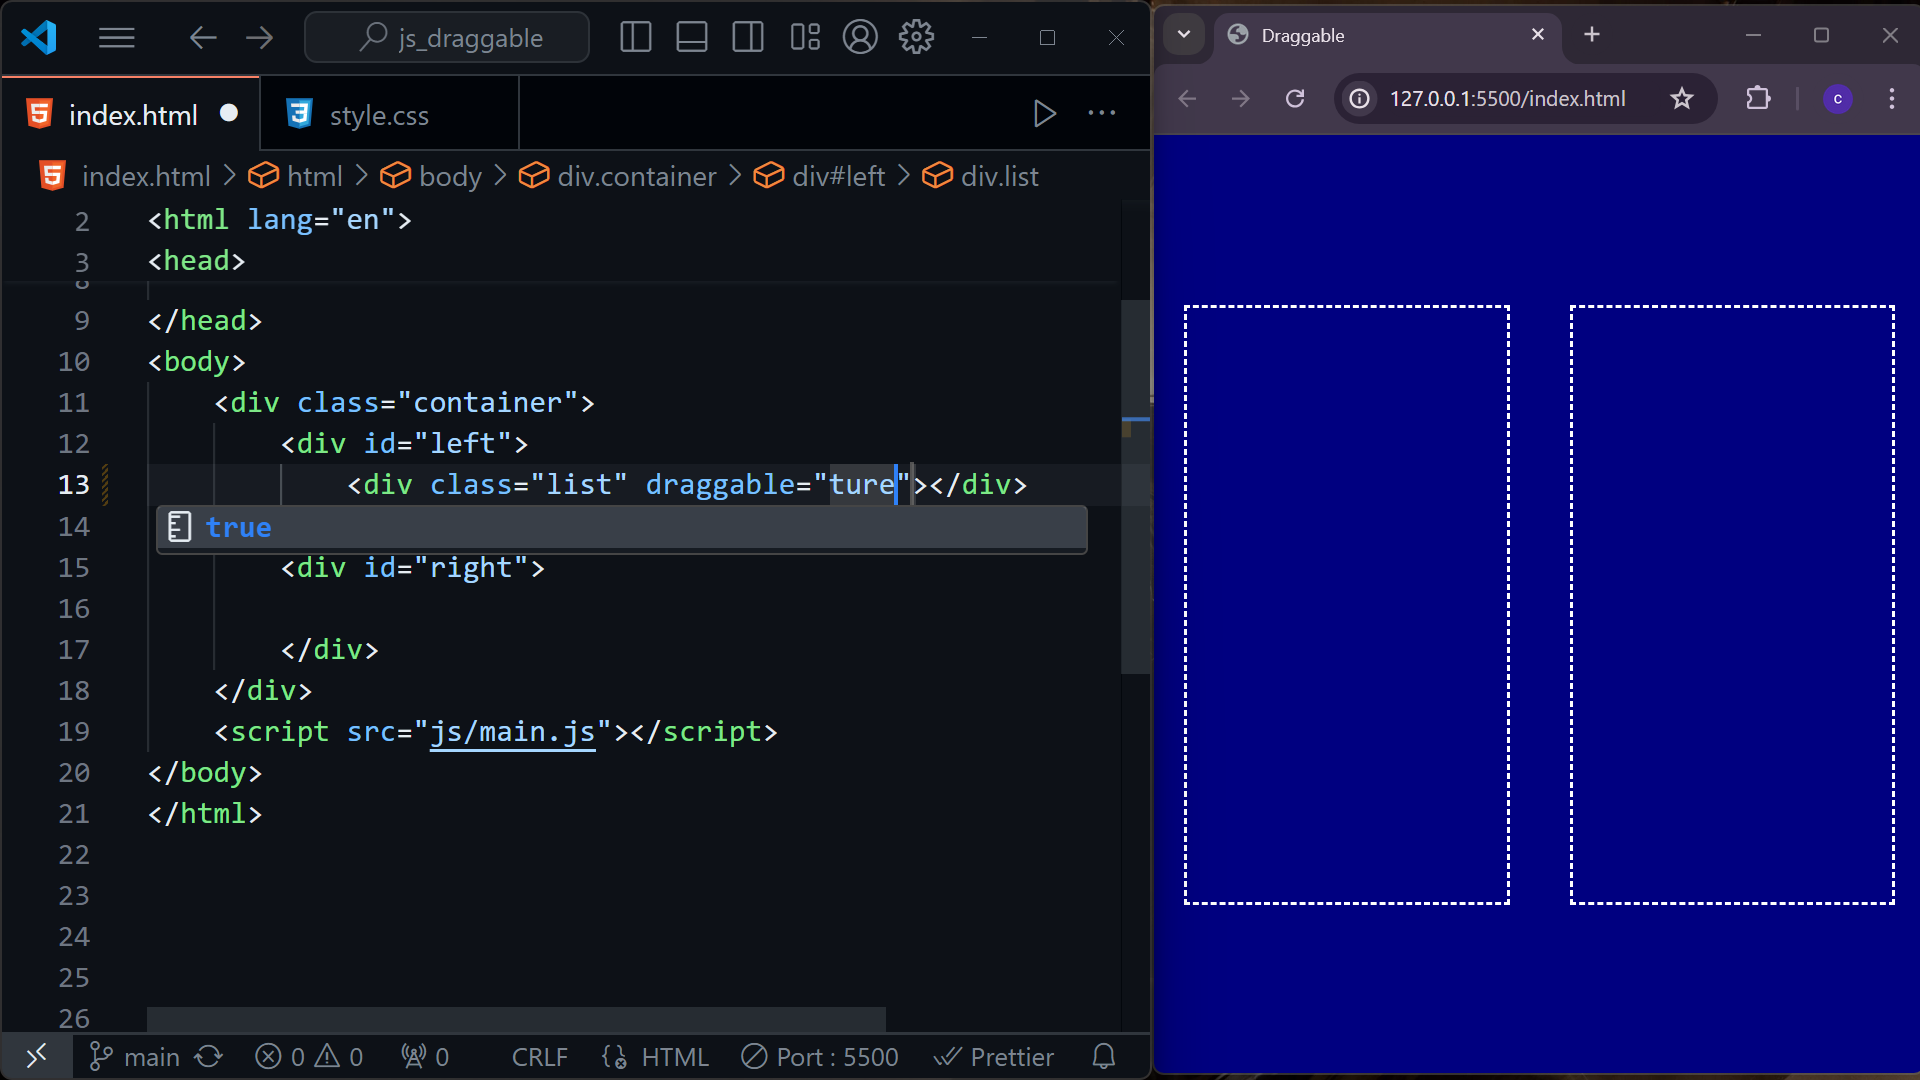 js_draggable
index.html
style.css
index.html > html > body > div.container > div#left > div.list
2 <html lang="en">
3 <head>
8
9 </head>
10 <body>
11 <div class="container">
12 <div id="left">
13 <div class="list" draggable="ture"></div>
14
true
15 <div id="right">
16
17 </div>
18 </div>
19 <script src="js/main.js"></script>
20 </body>
21 </html>
22
23
24
25
26
main 0 0 0 CRLF HTML Port : 5500 Prettier
Draggable
127.0.0.1:5500/index.html
c